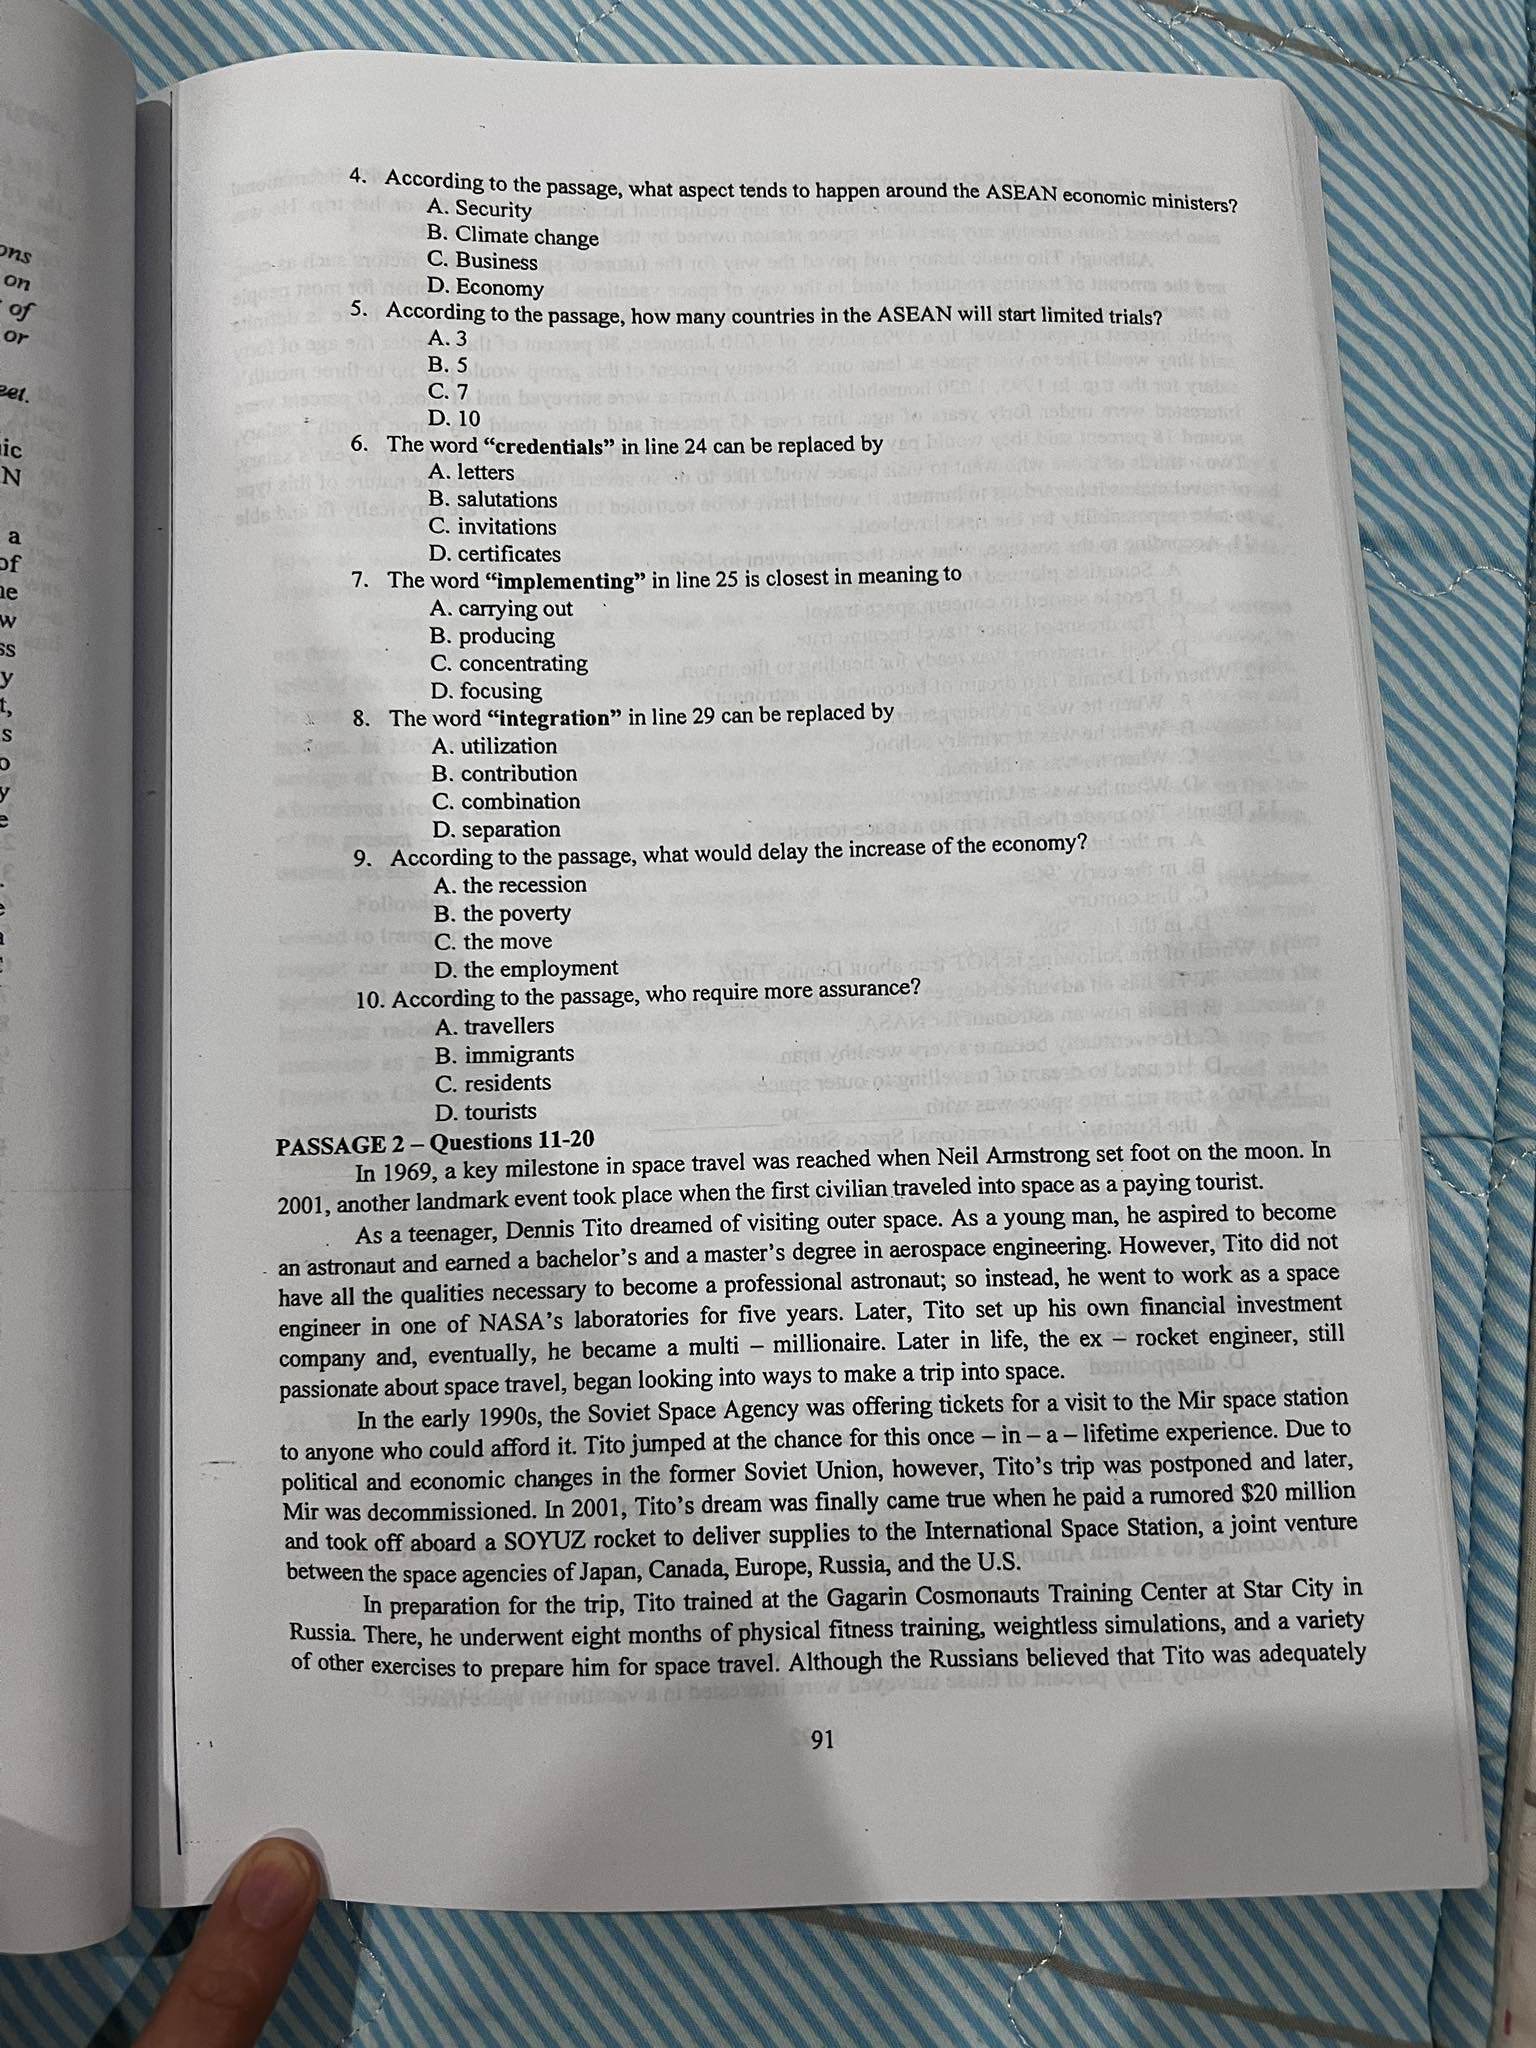 4. According to the passage, what aspect tends to happen around the ASEAN economic ministers?
A. Security
B. Climate change
C. Business
D. Economy
5. According to the passage, how many countries in the ASEAN will start limited trials?
A. 3
B. 5
C. 7
D. 10
6. The word “credentials” in line 24 can be replaced by
A. letters
B. salutations
C. invitations
D. certificates
7. The word “implementing” in line 25 is closest in meaning to
A. carrying out
B. producing
C. concentrating
D. focusing
8. The word “integration” in line 29 can be replaced by
A. utilization
B. contribution
C. combination
D. separation
9. According to the passage, what would delay the increase of the economy?
A. the recession
B. the poverty
C. the move
D. the employment
10. According to the passage, who require more assurance?
A. travellers
B. immigrants
C. residents
D. tourists
PASSAGE 2 – Questions 11-20
In 1969, a key milestone in space travel was reached when Neil Armstrong set foot on the moon. In
2001, another landmark event took place when the first civilian traveled into space as a paying tourist.
As a teenager, Dennis Tito dreamed of visiting outer space. As a young man, he aspired to become
an astronaut and earned a bachelor’s and a master’s degree in aerospace engineering. However, Tito did not
have all the qualities necessary to become a professional astronaut; so instead, he went to work as a space
engineer in one of NASA’s laboratories for five years. Later, Tito set up his own financial investment
company and, eventually, he became a multi – millionaire. Later in life, the ex – rocket engineer, still
passionate about space travel, began looking into ways to make a trip into space.
In the early 1990s, the Soviet Space Agency was offering tickets for a visit to the Mir space station
to anyone who could afford it. Tito jumped at the chance for this once – in – a – lifetime experience. Due to
political and economic changes in the former Soviet Union, however, Tito’s trip was postponed and later,
Mir was decommissioned. In 2001, Tito’s dream was finally came true when he paid a rumored $20 million
and took off aboard a SOYUZ rocket to deliver supplies to the International Space Station, a joint venture
between the space agencies of Japan, Canada, Europe, Russia, and the U.S.
In preparation for the trip, Tito trained at the Gagarin Cosmonauts Training Center at Star City in
Russia. There, he underwent eight months of physical fitness training, weightless simulations, and a variety
of other exercises to prepare him for space travel. Although the Russians believed that Tito was adequately
91